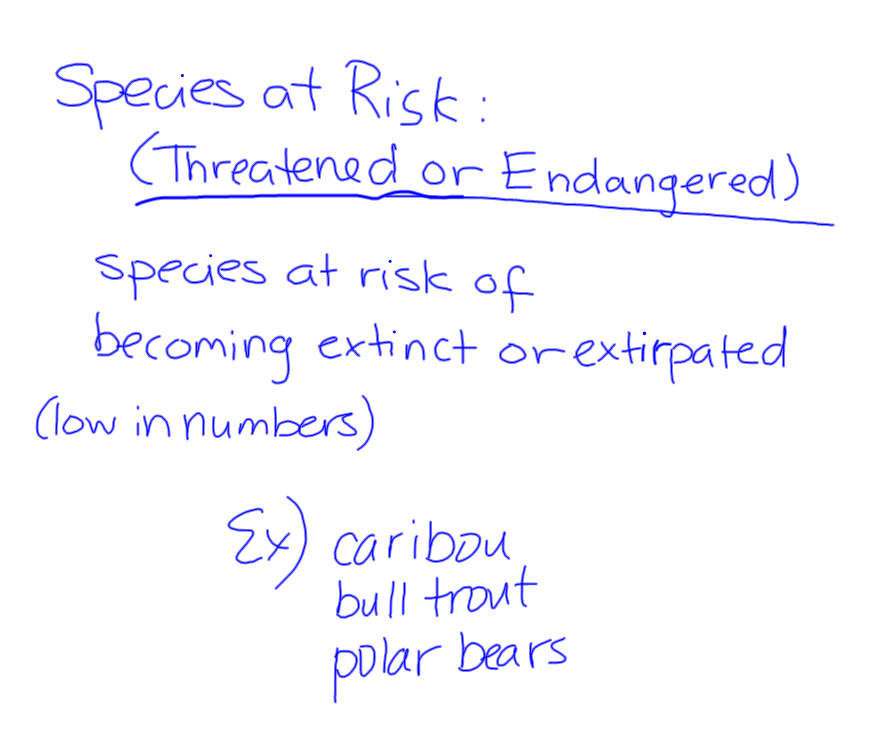 Species at Risk:
(Threatened or Endangered)
species at risk of
becoming extinct or extirpated
(low in numbers)
Ex) caribou
bull trout
polar bears